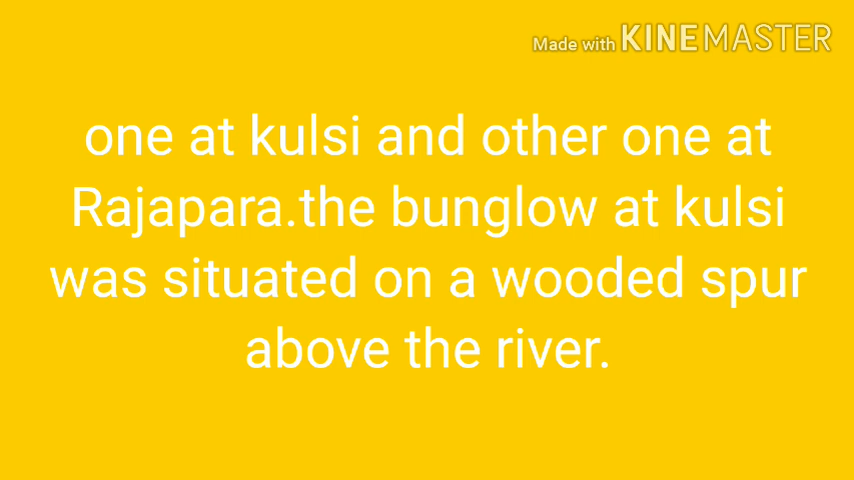 Made with KINEMASTER
one at kulsi and other one at
Rajapara.the bunglow at kulsi
was situated on a wooded spur
above the river.